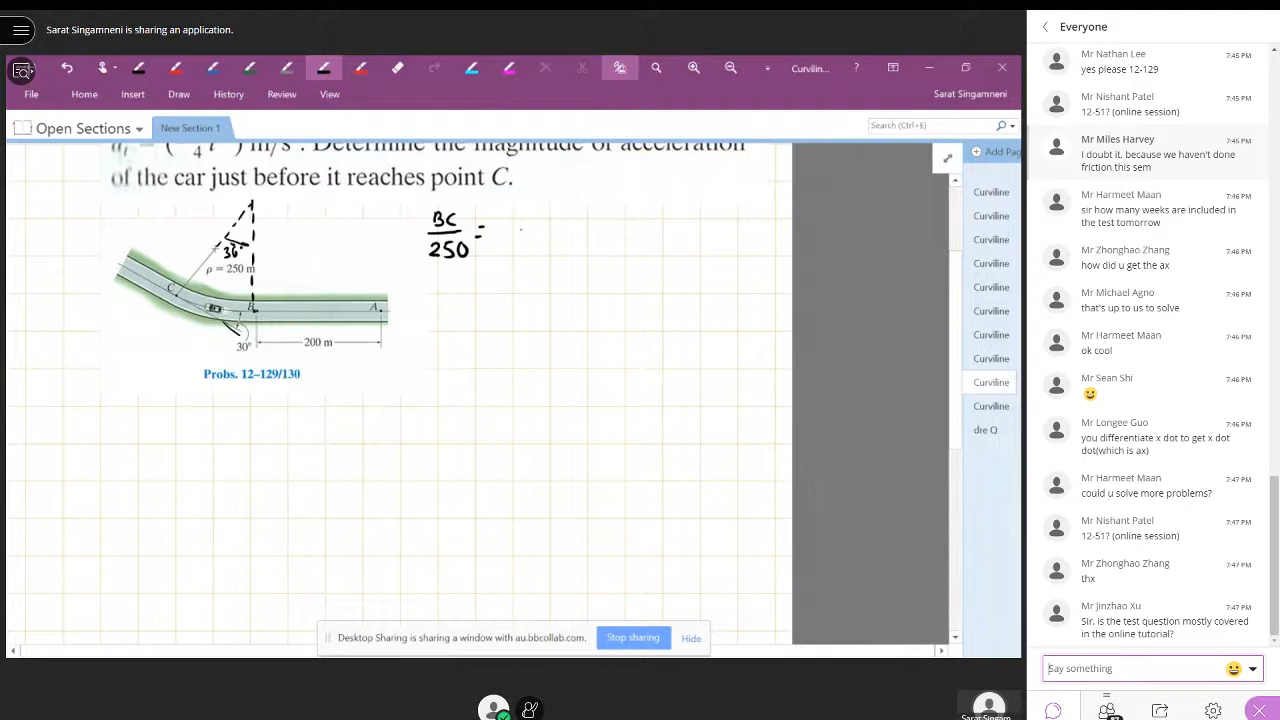 Sarat Singamneni is sharing an application.
Curvilin...
?
File
Home
Insert
Draw
History
Review
View
Sarat Singamneni
Open Sections
New Section 1
Search (Ctrl+E)
Add Pag
m/s². Determine the magnitude of acceleration
of the car just before it reaches point C.
BC
250
=
30°
ρ = 250 m
C
B
A
30°
200 m
Probs. 12–129/130
Curviline
Curviline
Curviline
Curviline
Curviline
Curviline
Curviline
Curviline
Curviline
Curviline
dre Q
Desktop Sharing is sharing a window with au.bbcollab.com.
Stop sharing
Hide
Everyone
Mr Nathan Lee
7:45 PM
yes please 12-129
Mr Nishant Patel
7:45 PM
12-51? (online session)
Mr Miles Harvey
7:45 PM
I doubt it, because we haven't done
friction this sem
Mr Harmeet Maan
7:46 PM
sir how many weeks are included in
the test tomorrow
Mr Zhonghao Zhang
7:46 PM
how did u get the ax
Mr Michael Agno
7:46 PM
that's up to us to solve
Mr Harmeet Maan
7:46 PM
ok cool
Mr Sean Shi
7:46 PM
Mr Longee Guo
7:46 PM
you differentiate x dot to get x dot
dot(which is ax)
Mr Harmeet Maan
7:47 PM
could u solve more problems?
Mr Nishant Patel
7:47 PM
12-51? (online session)
Mr Zhonghao Zhang
7:47 PM
thx
Mr Jinzhao Xu
7:47 PM
Sir, is the test question mostly covered
in the online tutorial?
Say something
Sarat Singam